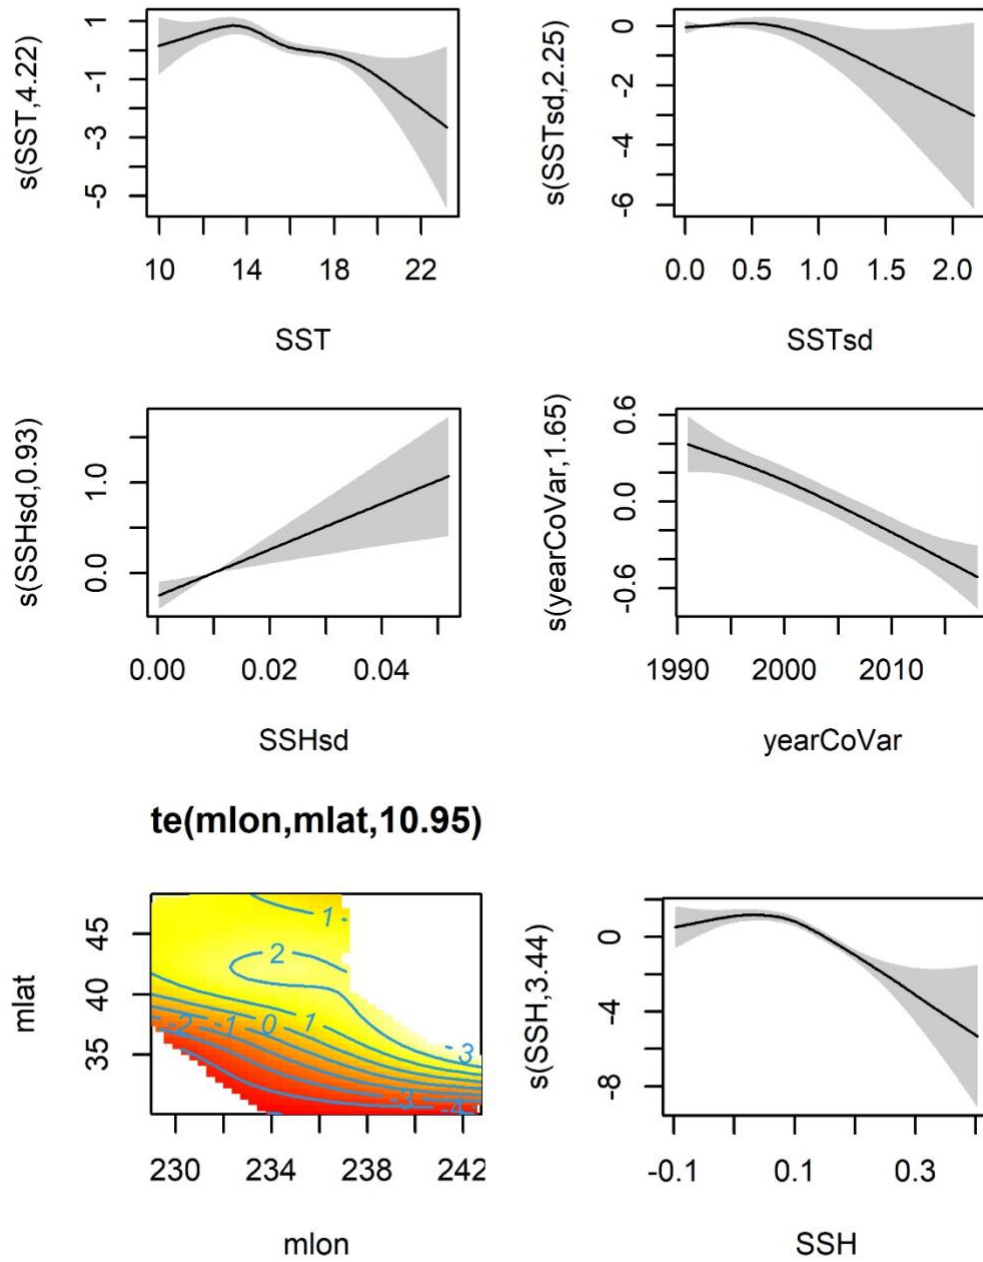 s(SST,4.22)
1
-1
-3
-5
10 14 18 22
SST
s(SSTsd,2.25)
0
-2
-4
-6
0.0 0.5 1.0 1.5 2.0
SSTsd
s(SSHsd,0.93)
1.0
0.0
0.00 0.02 0.04
SSHsd
s(yearCoVar,1.65)
0.6
0.0
-0.6
1990 2000 2010
yearCoVar
te(mlon,mlat,10.95)
mlat
45
40
35
1
2
-2 -1 0 1
3
-3 -4
230 234 238 242
mlon
s(SSH,3.44)
0
-4
-8
-0.1 0.1 0.3
SSH